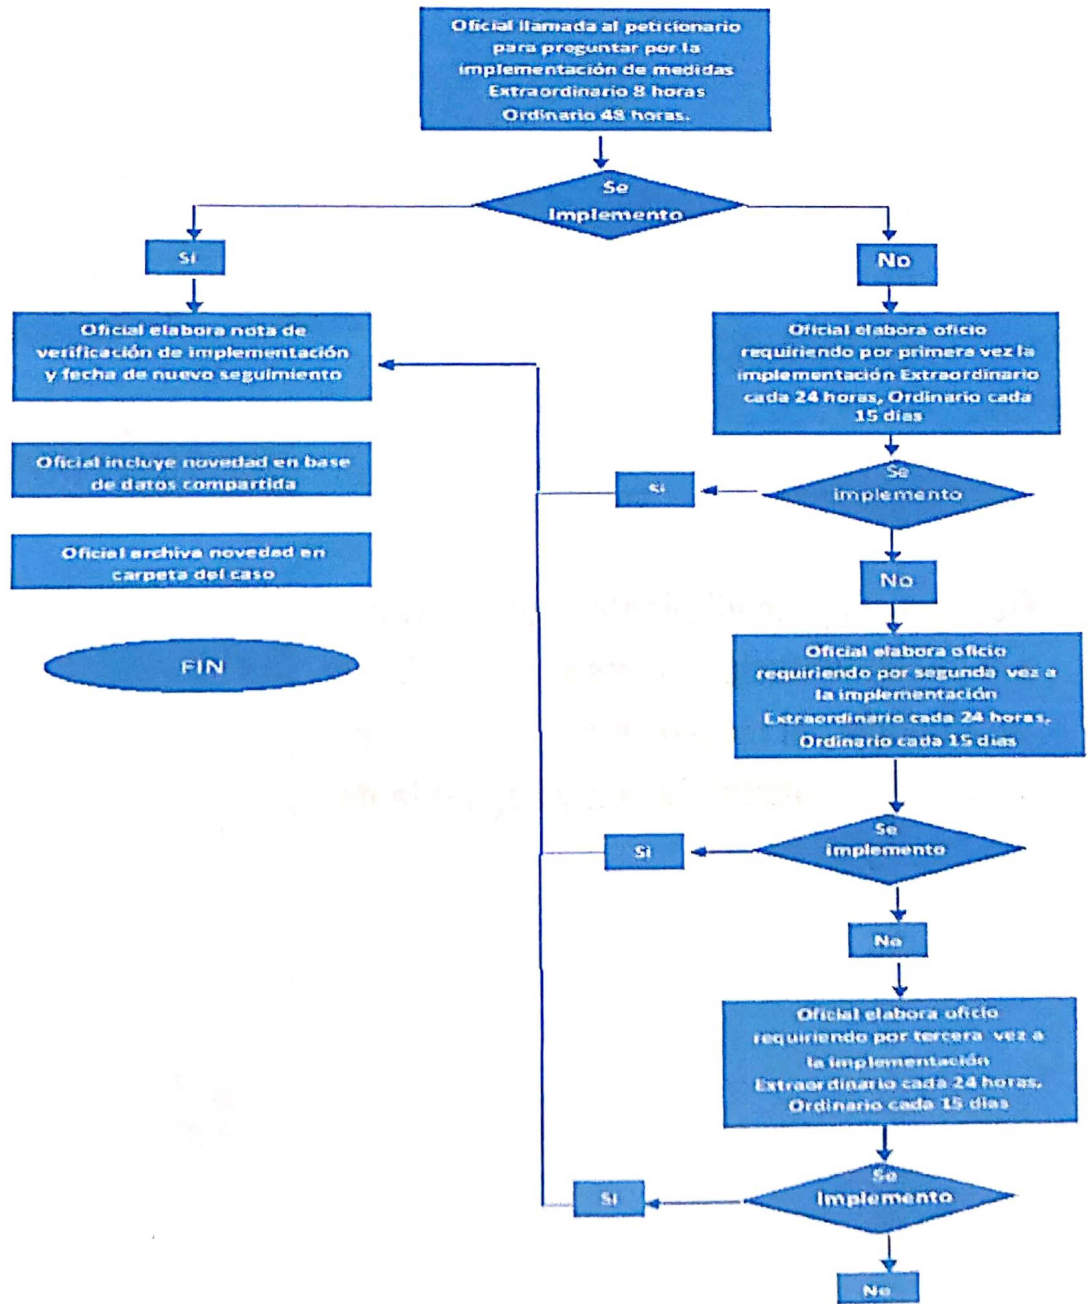 Oficial llamada al peticionario
para preguntar por la
implementación de medidas
Extraordinario 8 horas
Ordinario 48 horas.
Se
Implemento
Si
No
Oficial elabora nota de
verificación de implementación
y fecha de nuevo seguimiento
Oficial incluye novedad en base
de datos compartida
Oficial archiva novedad en
carpeta del caso
FIN
Oficial elabora oficio
requiriendo por primera vez la
implementación Extraordinario
cada 24 horas, Ordinario cada
15 dias
Se
implemento
Si
No
Oficial elabora oficio
requiriendo por segunda vez a
la implementación
Extraordinario cada 24 horas,
Ordinario cada 15 dias
Se
implemento
Si
No
Oficial elabora oficio
requiriendo por tercera vez a
la implementación
Extraordinario cada 24 horas,
Ordinario cada 15 dias
Se
Implemento
Si
No